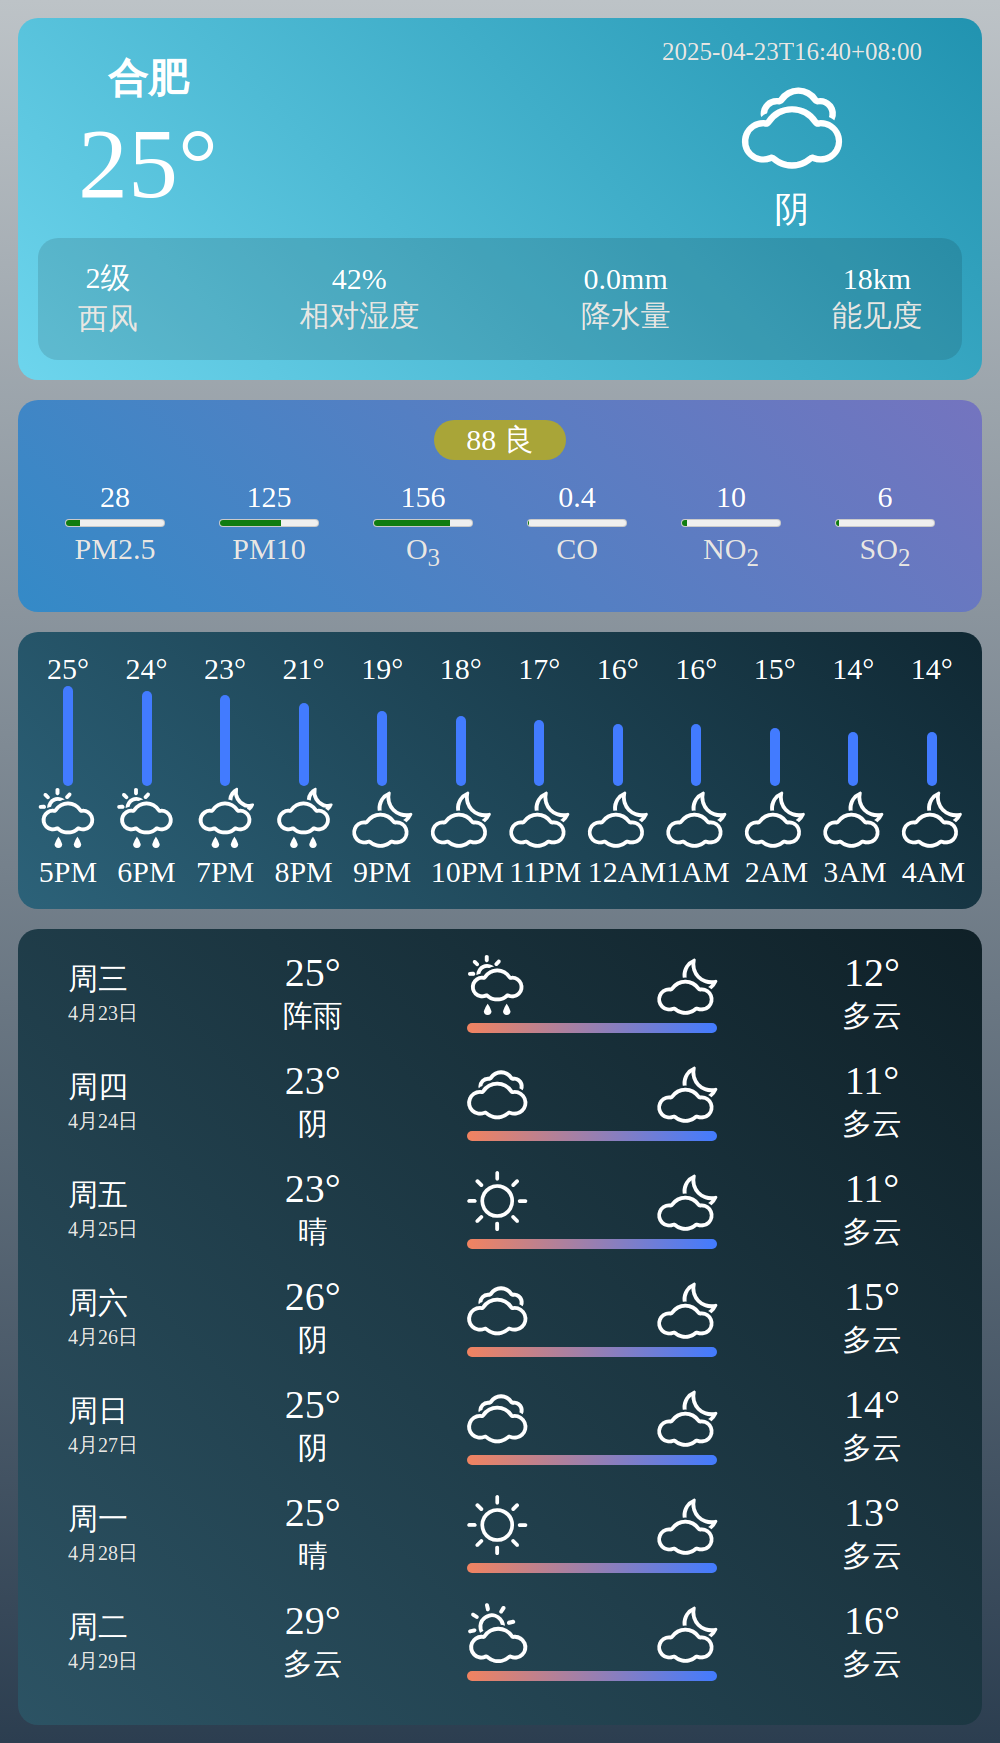 合肥
2025-04-23T16:40+08:00
25°
阴
2级 42% 0.0mm 18km
西风 相对湿度 降水量 能见度
88 良
28 125 156 0.4 10 6
PM2.5 PM10 O3 CO NO2 SO2
25° 24° 23° 21° 19° 18° 17° 16° 16° 15° 14° 14°
5PM 6PM 7PM 8PM 9PM 10PM 11PM 12AM 1AM 2AM 3AM 4AM
周三 25° 12°
4月23日 阵雨 多云
周四 23° 11°
4月24日 阴 多云
周五 23° 11°
4月25日 晴 多云
周六 26° 15°
4月26日 阴 多云
周日 25° 14°
4月27日 阴 多云
周一 25° 13°
4月28日 晴 多云
周二 29° 16°
4月29日 多云 多云